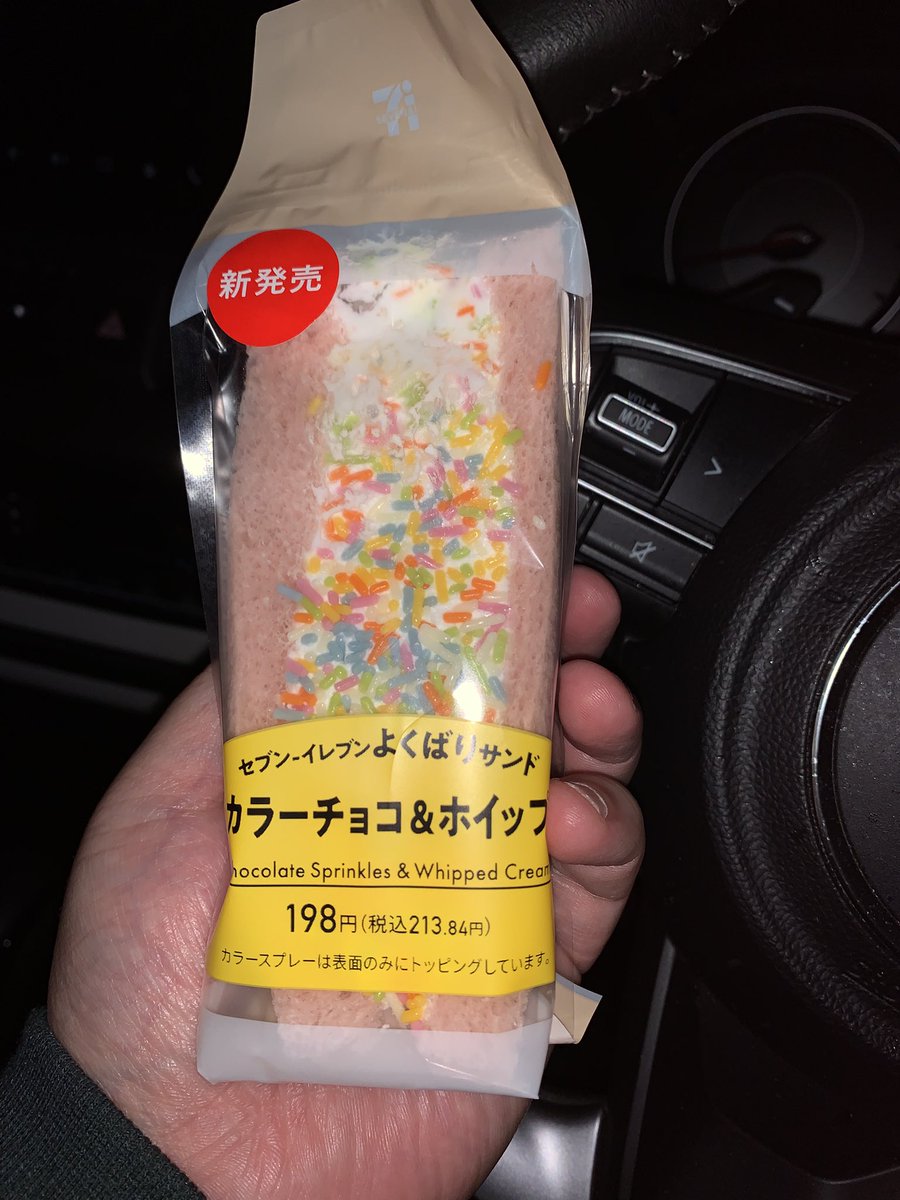 新発売
VOL+
MODE
セブン-イレブンよくばりサンド
カラーチョコ&ホイップ
hocolate Sprinkles & Whipped Cream
198円(税込213.84円)
カラースプレーは表面のみにトッピングしています。